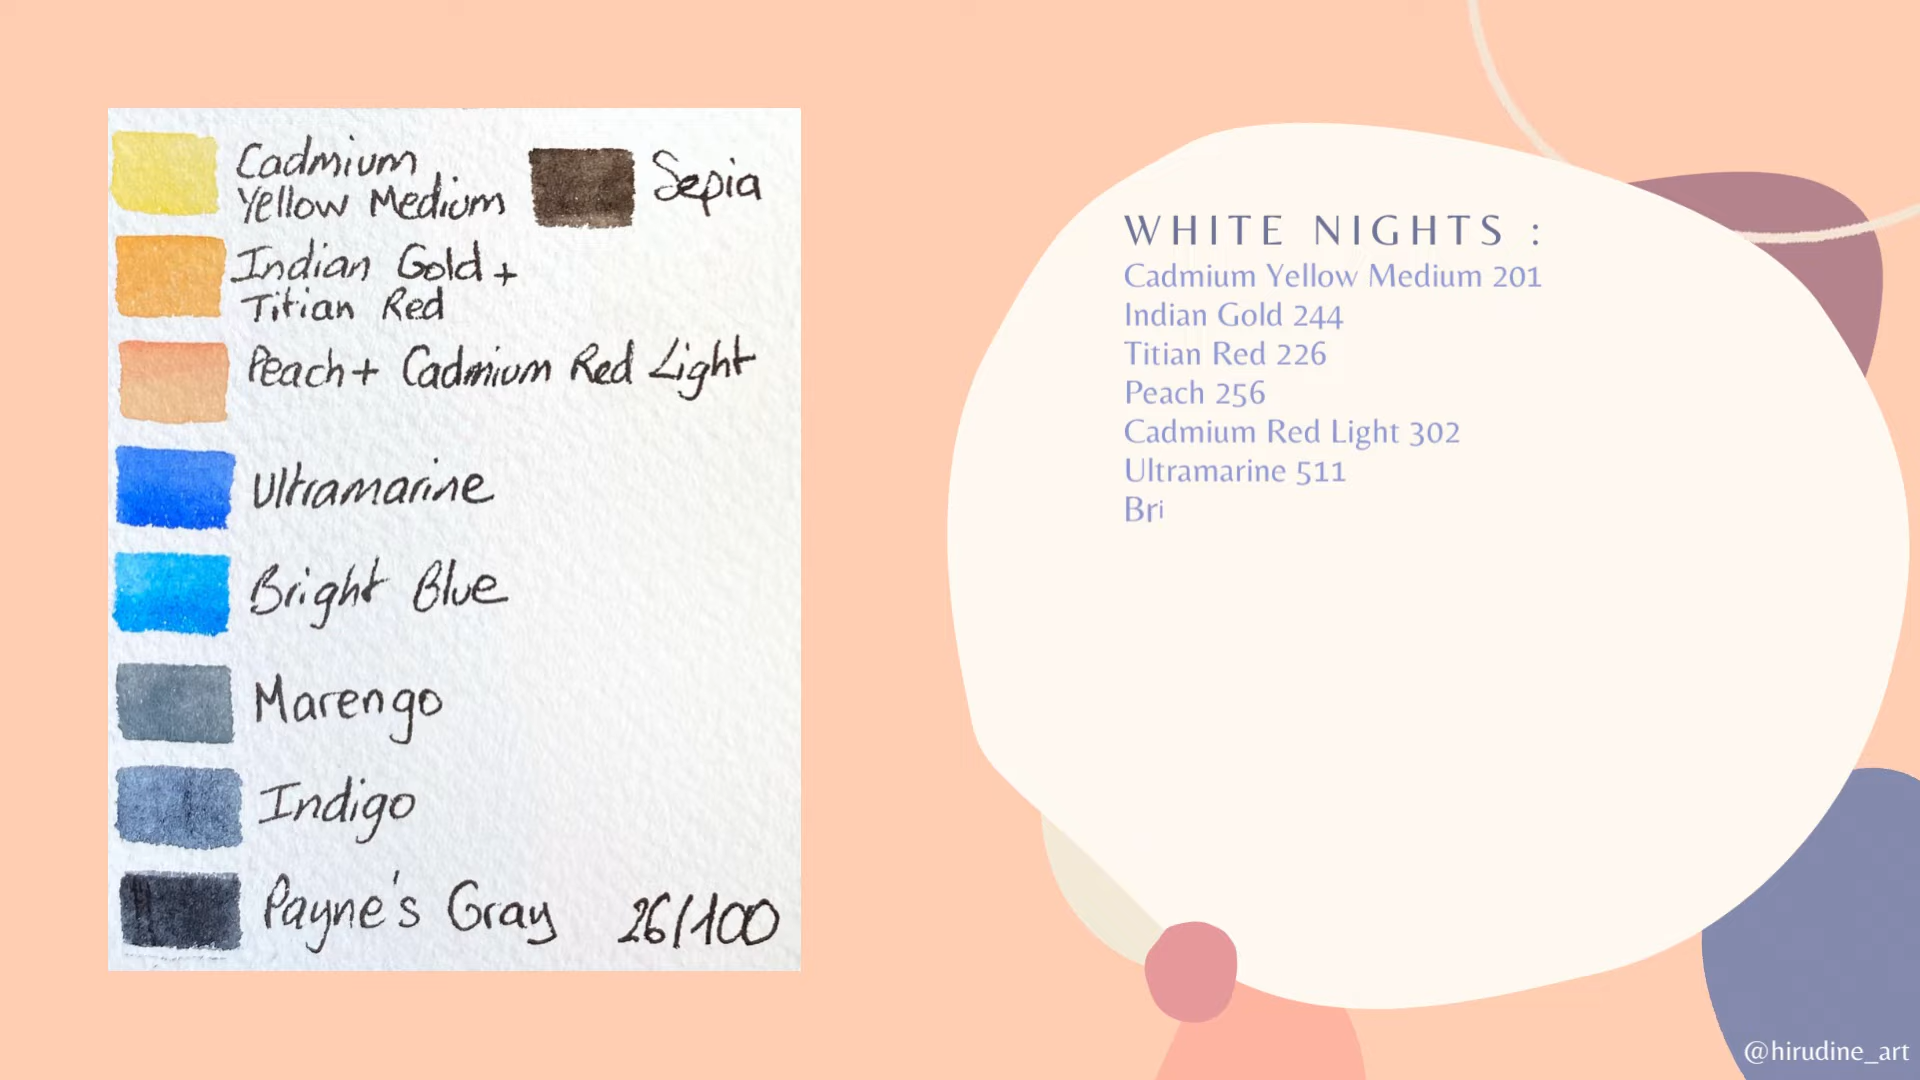 Cadmium
Yellow Medium
Sepia
Indian Gold +
Titian Red
Peach + Cadmium Red Light
Ultramarine
Bright Blue
Marengo
Indigo
Payne's Gray
26/100
WHITE NIGHTS :
Cadmium Yellow Medium 201
Indian Gold 244
Titian Red 226
Peach 256
Cadmium Red Light 302
Ultramarine 511
Bri
@hirudine_art